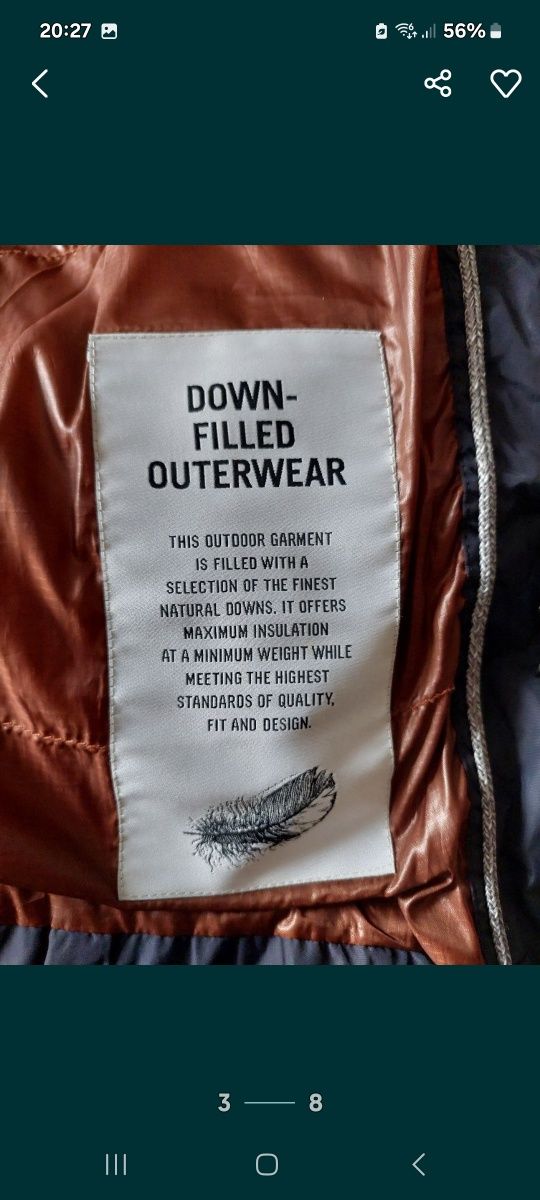 20:27
56%
DOWN-
FILLED
OUTERWEAR
THIS OUTDOOR GARMENT
IS FILLED WITH A
SELECTION OF THE FINEST
NATURAL DOWNS. IT OFFERS
MAXIMUM INSULATION
AT A MINIMUM WEIGHT WHILE
MEETING THE HIGHEST
STANDARDS OF QUALITY,
FIT AND DESIGN.
3
8